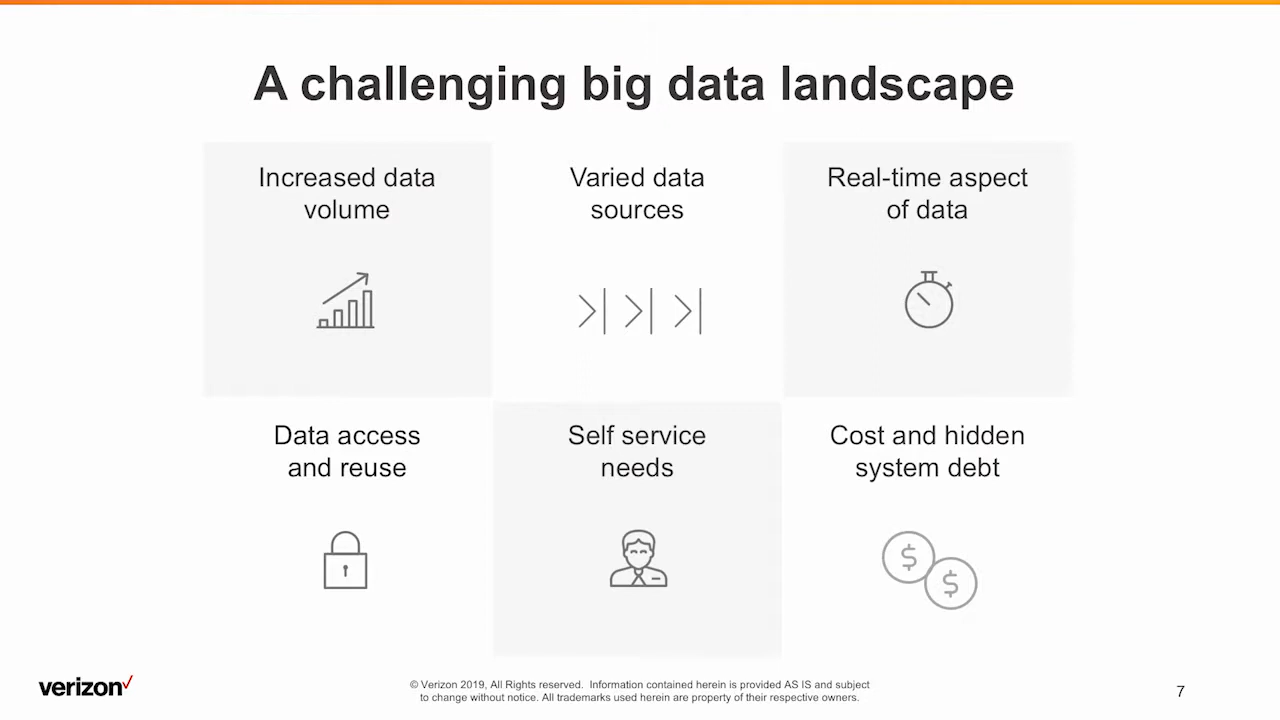 A challenging big data landscape
Increased data
volume
Varied data
sources
Real-time aspect
of data
Data access
and reuse
Self service
needs
Cost and hidden
system debt
$
$
verizon✓
© Verizon 2019, All Rights reserved. Information contained herein is provided AS IS and subject
to change without notice. All trademarks used herein are property of their respective owners.
7